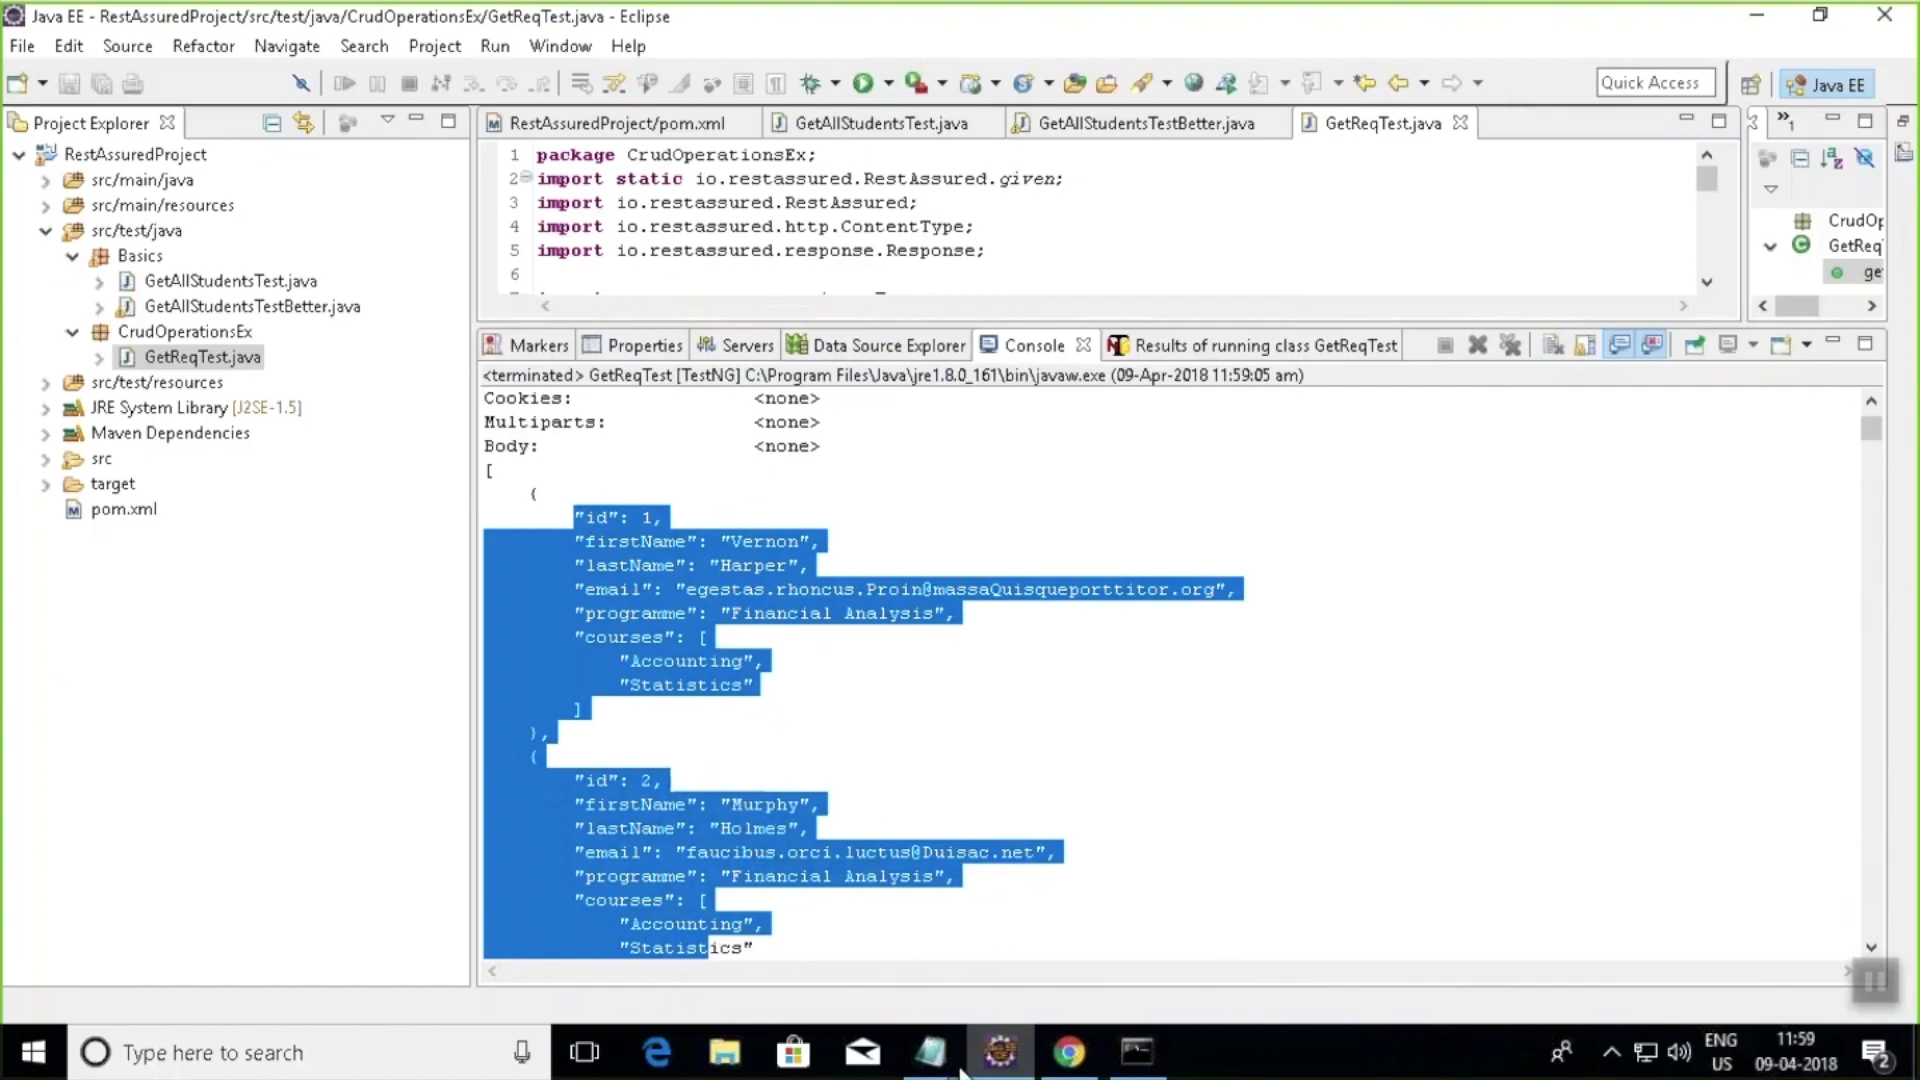 Java EE - RestAssuredProject/src/test/java/CrudOperationsEx/GetReqTest.java - Eclipse
File Edit Source Refactor Navigate Search Project Run Window Help
Quick Access
Java EE
Project Explorer
RestAssuredProject
src/main/java
src/main/resources
src/test/java
Basics
GetAllStudentsTest.java
GetAllStudentsTestBetter.java
CrudOperationsEx
GetReqTest.java
src/test/resources
JRE System Library [J2SE-1.5]
Maven Dependencies
src
target
pom.xml
RestAssuredProject/pom.xml GetAllStudentsTest.java GetAllStudentsTestBetter.java GetReqTest.java
1 package CrudOperationsEx;
2 import static io.restassured.RestAssured.given;
3 import io.restassured.RestAssured;
4 import io.restassured.http.ContentType;
5 import io.restassured.response.Response;
6
CrudOp
GetReq
ge
Markers Properties Servers Data Source Explorer Console Results of running class GetReqTest
<terminated> GetReqTest [TestNG] C:\Program Files\Java\jre1.8.0_161\bin\javaw.exe (09-Apr-2018 11:59:05 am)
Cookies: <none>
Multiparts: <none>
Body: <none>
[
{
"id": 1,
"firstName": "Vernon",
"lastName": "Harper",
"email": "egestas.rhoncus.Proin@massaQuisqueporttitor.org",
"programme": "Financial Analysis",
"courses": [
"Accounting",
"Statistics"
]
},
{
"id": 2,
"firstName": "Murphy",
"lastName": "Holmes",
"email": "faucibus.orci.luctus@Duisac.net",
"programme": "Financial Analysis",
"courses": [
"Accounting",
"Statistics"
Type here to search
ENG
US
11:59
09-04-2018
2